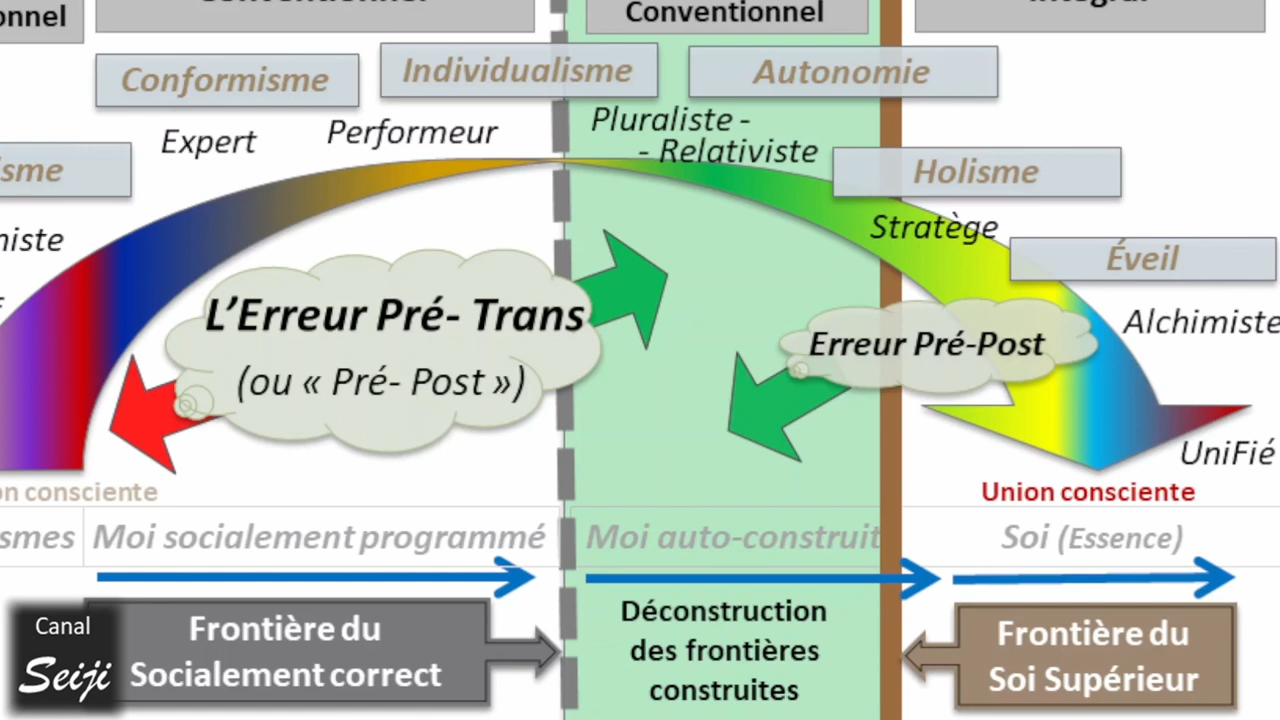 Conventionnel
Conformisme
Individualisme
Autonomie
Expert
Performeur
Pluraliste -
- Relativiste
Holisme
Stratège
Éveil
L'Erreur Pré- Trans
(ou « Pré- Post »)
Erreur Pré-Post
Alchimiste
UniFié
consciente
Union consciente
Moi socialement programmé
Moi auto-construit
Soi (Essence)
Frontière du
Socialement correct
Déconstruction
des frontières
construites
Frontière du
Soi Supérieur
Canal
Seiji